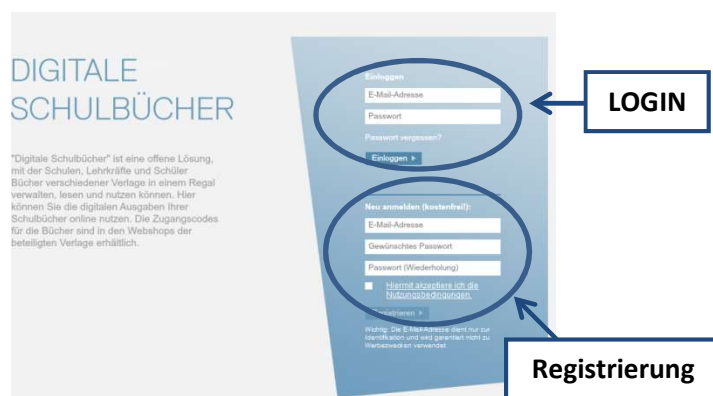 DIGITALE
SCHULBÜCHER
"Digitale Schulbücher" ist eine offene Lösung,
mit der Schulen, Lehrkräfte und Schüler
Bücher verschiedener Verlage in einem Regal
verwalten, lesen und nutzen können. Hier
können Sie die digitalen Ausgaben Ihrer
Schulbücher online nutzen. Die Zugangscodes
für die Bücher sind in den Webshops der
beteiligten Verlage erhältlich.
Einloggen
E-Mail-Adresse
Passwort
Passwort vergessen?
Einloggen
LOGIN
Neu anmelden (kostenfrei!):
E-Mail-Adresse
Gewünschtes Passwort
Passwort (Wiederholung)
Hiermit akzeptiere ich die
Nutzungsbedingungen.
Registrieren
Wichtig: Die E-Mail-Adresse dient nur zur
Identifikation und wird garantiert nicht zu
Werbezwecken verwendet.
Registrierung